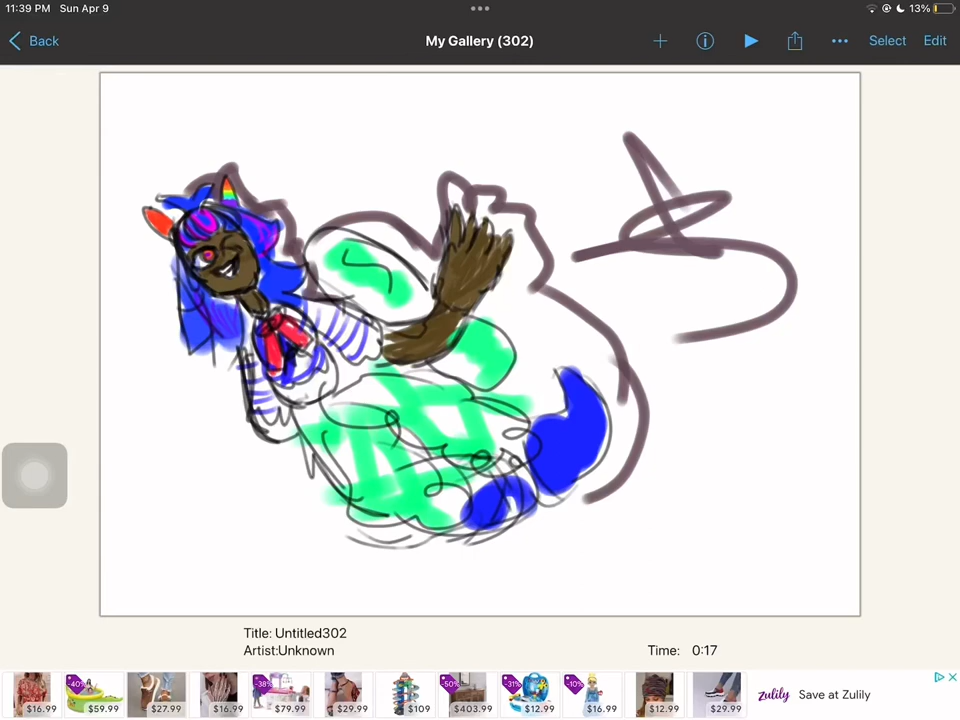 11:39 PM Sun Apr 9
13%
Back
My Gallery (302)
Select
Edit
Title: Untitled302
Artist:Unknown
Time: 0:17
$16.99
-40%
$59.99
$27.99
$16.99
-38%
$79.99
$29.99
$109
-50%
$403.99
-31%
$12.99
-10%
$16.99
$12.99
$29.99
zulily
Save at Zulily